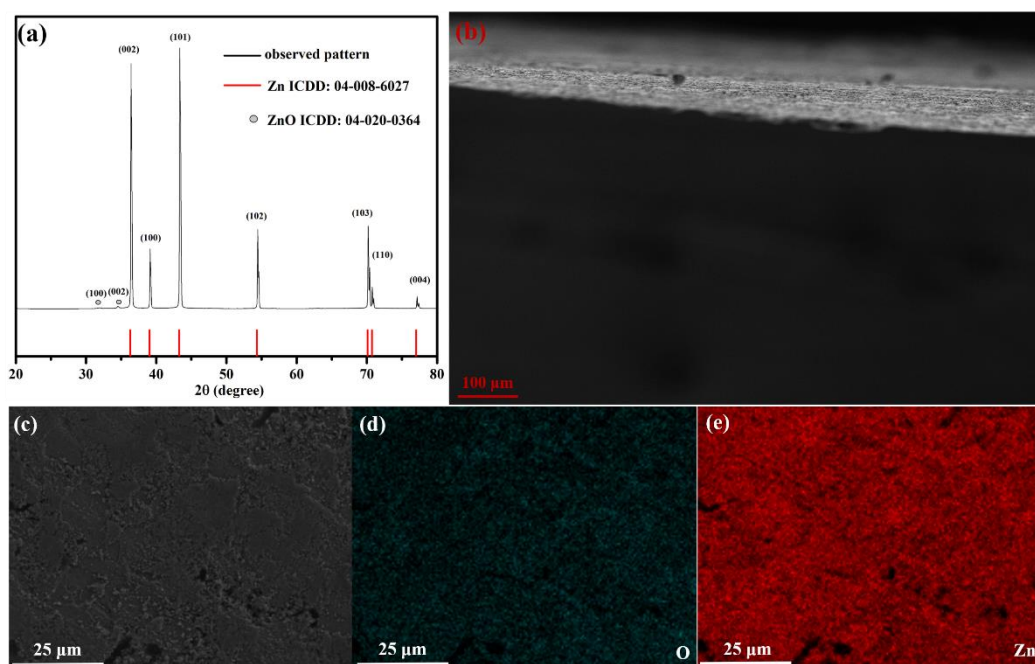 (a)
(002)
(101)
observed pattern
Zn ICDD: 04-008-6027
ZnO ICDD: 04-020-0364
(100)
(102)
(103)
(110)
(100)
(002)
(004)
20
30
40
50
60
70
80
2θ (degree)
(b)
100 μm
(c)
25 μm
(d)
25 μm
O
(e)
25 μm
Zn